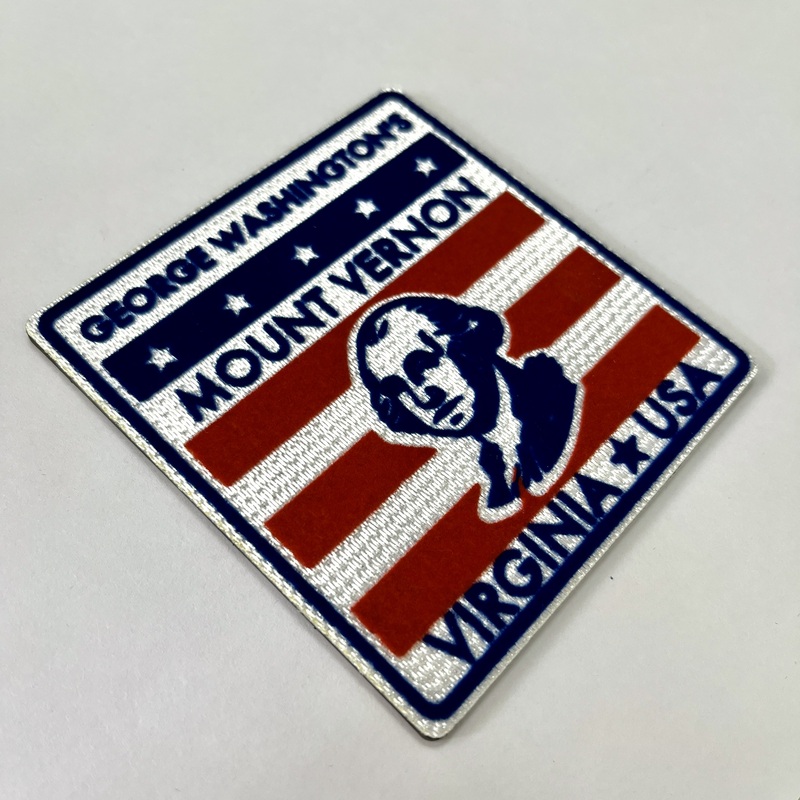 GEORGE WASHINGTON'S
MOUNT VERNON
VIRGINIA ★ USA